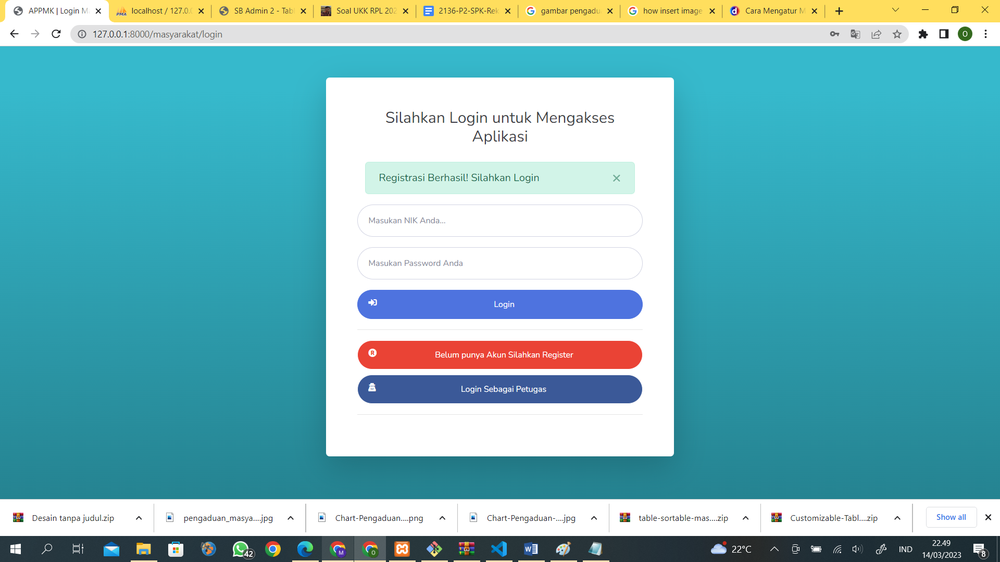 APPMK | Login M
localhost / 127.0.0
SB Admin 2 - Tab
Soal UKK RPL 202
2136-P2-SPK-Rek
gambar pengadu
how insert image
Cara Mengatur M
127.0.0.1:8000/masyarakat/login
O
Silahkan Login untuk Mengakses
Aplikasi
Registrasi Berhasil! Silahkan Login
Masukan NIK Anda...
Masukan Password Anda
Login
R
Belum punya Akun Silahkan Register
Login Sebagai Petugas
Desain tanpa judul.zip
pengaduan_masya....jpg
Chart-Pengaduan....png
Chart-Pengaduan-....jpg
table-sortable-mas....zip
Customizable-Tabl....zip
Show all
42
M
O
22°C
IND
22.49
14/03/2023
8